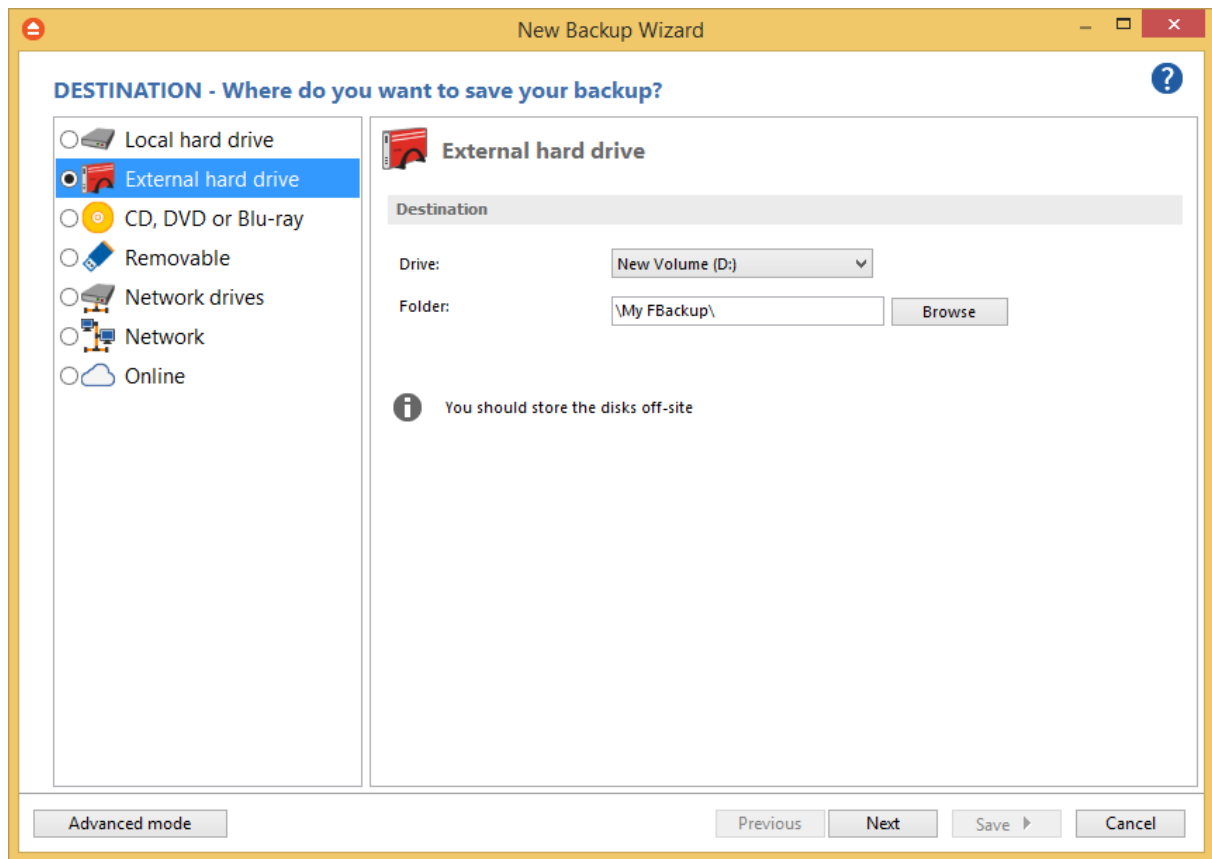 New Backup Wizard
DESTINATION - Where do you want to save your backup?
Local hard drive
External hard drive
CD, DVD or Blu-ray
Removable
Network drives
Network
Online
External hard drive
Destination
Drive:
New Volume (D:)
Folder:
\My FBackup\
Browse
You should store the disks off-site
Advanced mode
Previous
Next
Save
Cancel